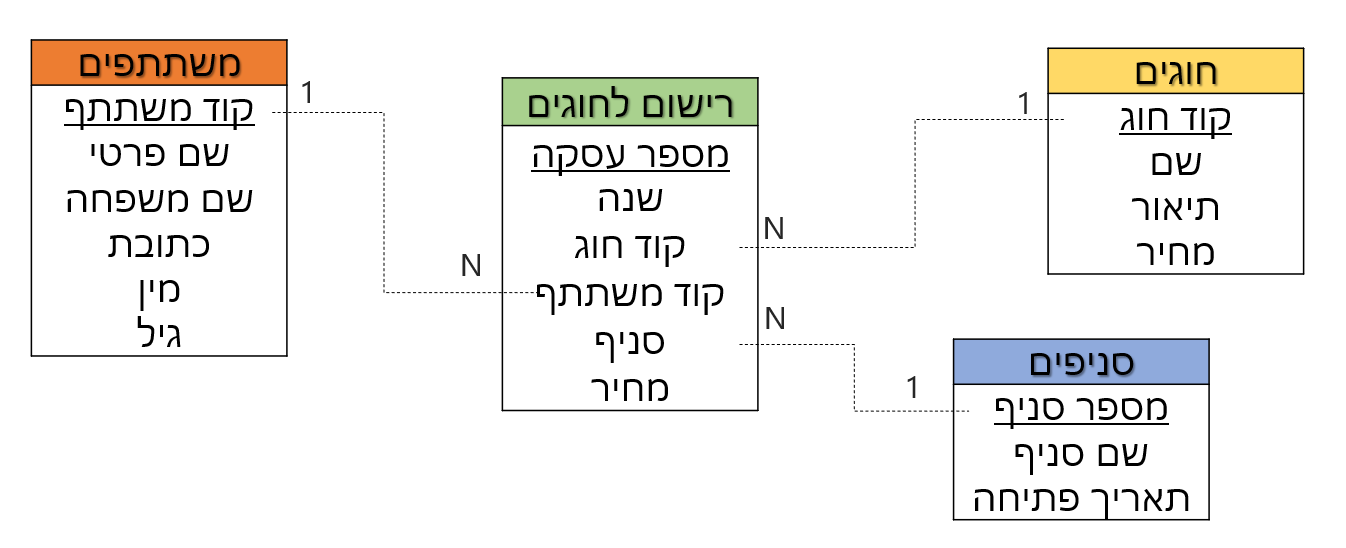 חוגים
קוד חוג
שם
תיאור
מחיר
1
רישום לחוגים
מספר עסקה
שנה
קוד חוג
קוד משתתף
סניף
מחיר
N
N
N
משתתפים
קוד משתתף
שם פרטי
שם משפחה
כתובת
מין
גיל
1
סניפים
מספר סניף
שם סניף
תאריך פתיחה
1